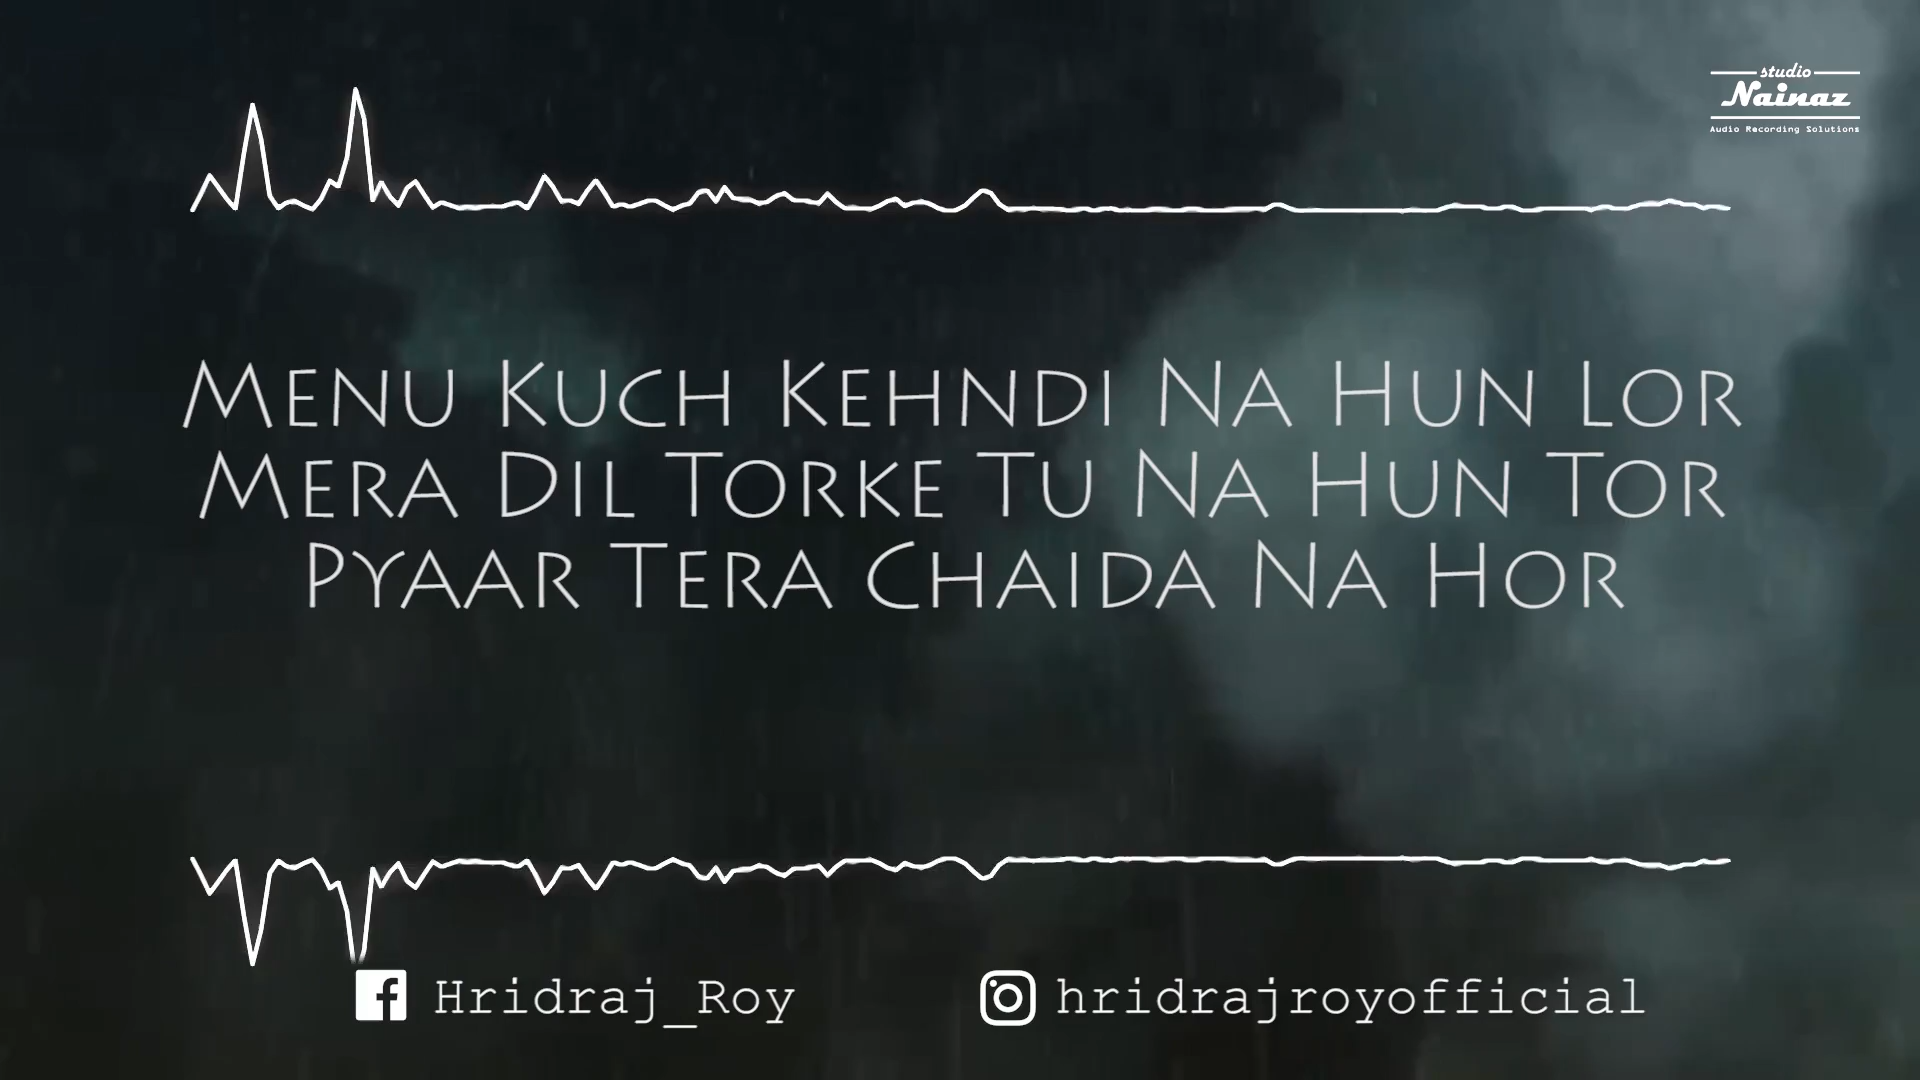 studio
Nainaz
Audio Recording Solutions
MENU KUCH KEHNDI NA HUN LOR
MERA DIL TORKE TU NA HUN TOR
PYAAR TERA CHAIDA NA HOR
Hridraj_Roy
hridrajroyofficial